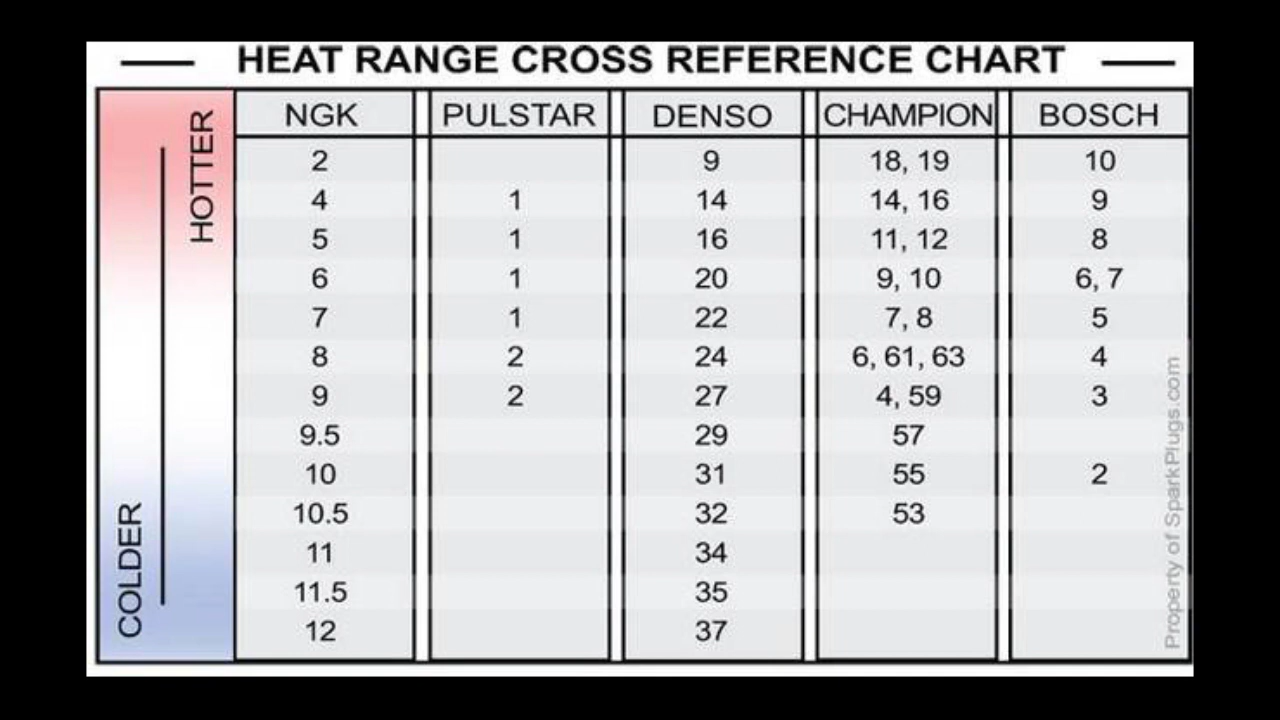 HEAT RANGE CROSS REFERENCE CHART
HOTTER
COLDER
NGK PULSTAR DENSO CHAMPION BOSCH
2 9 18, 19 10
4 1 14 14, 16 9
5 1 16 11, 12 8
6 1 20 9, 10 6, 7
7 1 22 7, 8 5
8 2 24 6, 61, 63 4
9 2 27 4, 59 3
9.5 29 57
10 31 55 2
10.5 32 53
11 34
11.5 35
12 37
Property of SparkPlugs.com